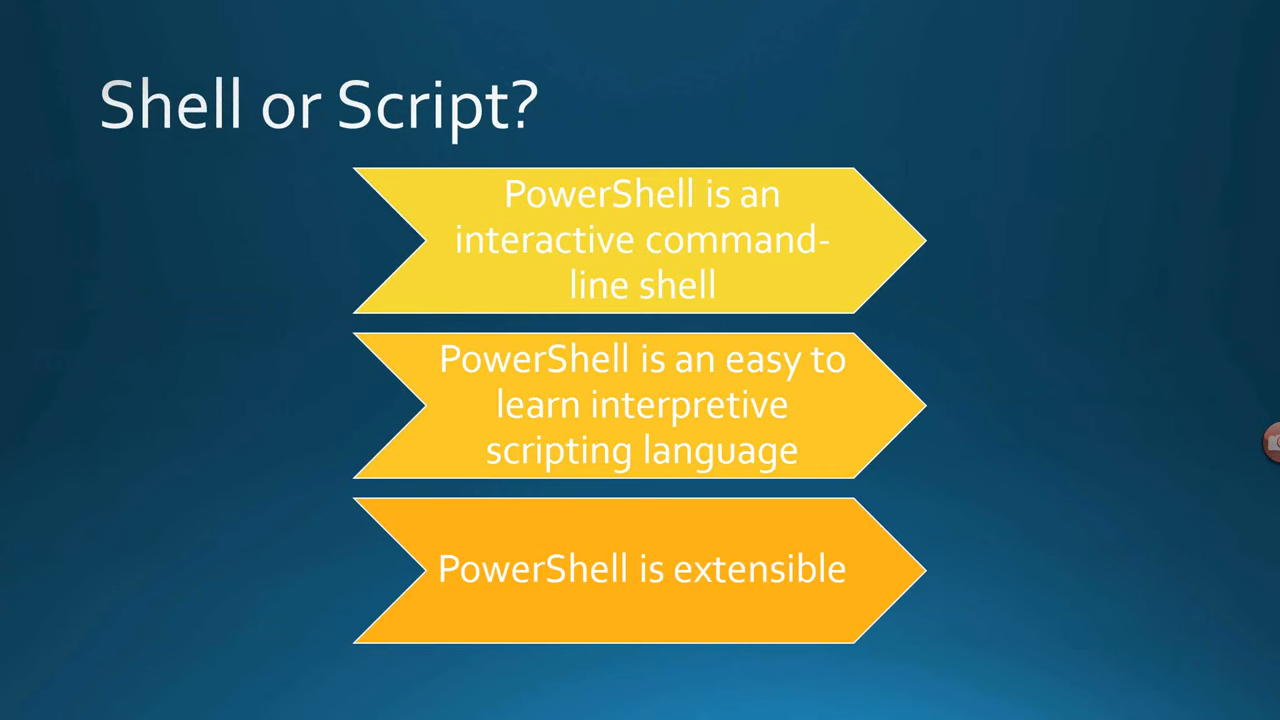 Shell or Script?
PowerShell is an
interactive command-
line shell
PowerShell is an easy to
learn interpretive
scripting language
PowerShell is extensible